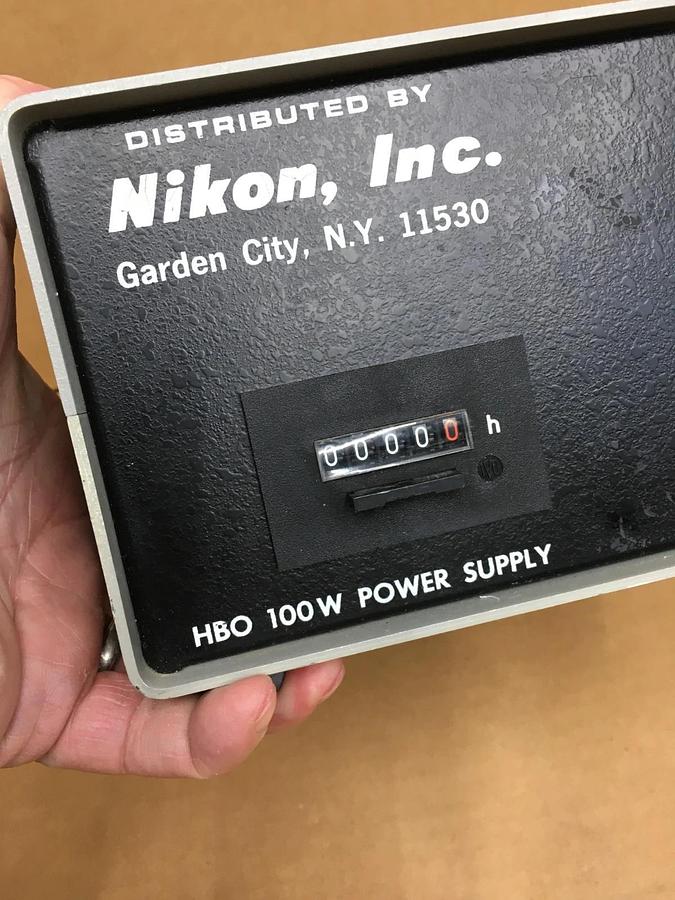 DISTRIBUTED BY
Nikon, Inc.
Garden City, N.Y. 11530
00000 h
HBO 100W POWER SUPPLY